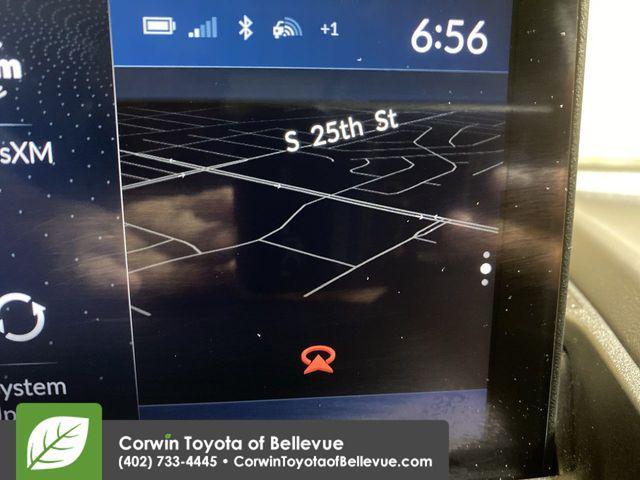 6:56
+1
S 25th St
sXM
ystem
Corwin Toyota of Bellevue
(402) 733-4445 • CorwinToyotaofBellevue.com